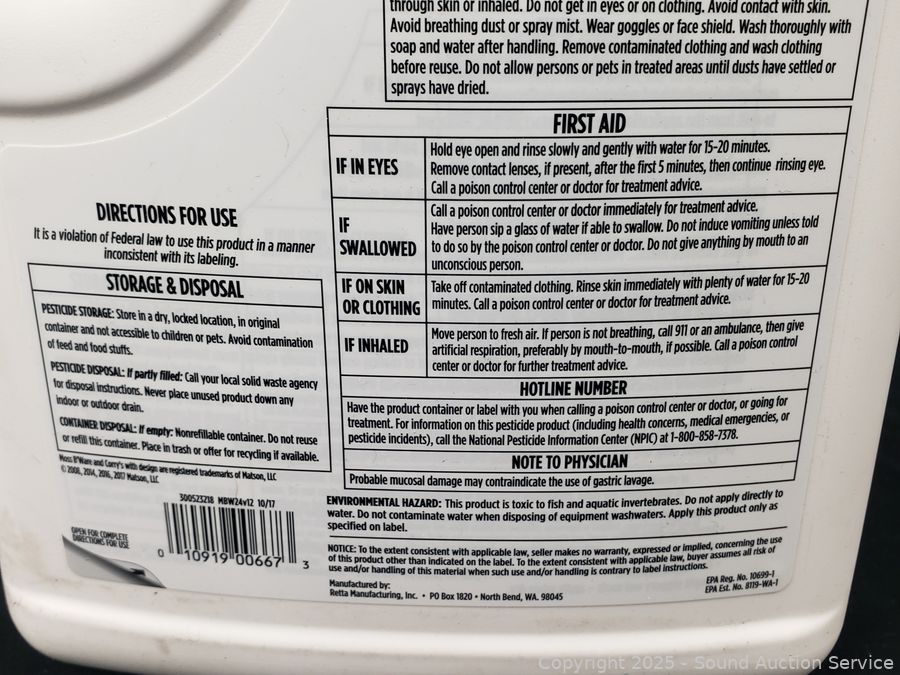 through skin or inhaled. Do not get in eyes or on clothing. Avoid contact with skin.
Avoid breathing dust or spray mist. Wear goggles or face shield. Wash thoroughly with
soap and water after handling. Remove contaminated clothing and wash clothing
before reuse. Do not allow persons or pets in treated areas until dusts have settled or
sprays have dried.
FIRST AID
IF IN EYES
Hold eye open and rinse slowly and gently with water for 15-20 minutes.
Remove contact lenses, if present, after the first 5 minutes, then continue rinsing eye.
Call a poison control center or doctor for treatment advice.
IF
SWALLOWED
Call a poison control center or doctor immediately for treatment advice.
Have person sip a glass of water if able to swallow. Do not induce vomiting unless told
to do so by the poison control center or doctor. Do not give anything by mouth to an
unconscious person.
IF ON SKIN
OR CLOTHING
Take off contaminated clothing. Rinse skin immediately with plenty of water for 15-20
minutes. Call a poison control center or doctor for treatment advice.
IF INHALED
Move person to fresh air. If person is not breathing, call 911 or an ambulance, then give
artificial respiration, preferably by mouth-to-mouth, if possible. Call a poison control
center or doctor for further treatment advice.
HOTLINE NUMBER
Have the product container or label with you when calling a poison control center or doctor, or going for
treatment. For information on this pesticide product (including health concerns, medical emergencies, or
pesticide incidents), call the National Pesticide Information Center (NPIC) at 1-800-858-7378.
NOTE TO PHYSICIAN
Probable mucosal damage may contraindicate the use of gastric lavage.
ENVIRONMENTAL HAZARD: This product is toxic to fish and aquatic invertebrates. Do not apply directly to
water. Do not contaminate water when disposing of equipment washwaters. Apply this product only as
specified on label.
NOTICE: To the extent consistent with applicable law, seller makes no warranty, expressed or implied, concerning the use
of this product other than indicated on the label. To the extent consistent with applicable law, buyer assumes all risk of
use and/or handling of this material when such use and/or handling is contrary to label instructions.
Manufactured by:
Retta Manufacturing, Inc. • PO Box 1820 • North Bend, WA. 98045
EPA Reg. No. 10699-1
EPA Est. No. 8119-WA-1
DIRECTIONS FOR USE
It is a violation of Federal law to use this product in a manner
inconsistent with its labeling.
STORAGE & DISPOSAL
PESTICIDE STORAGE: Store in a dry, locked location, in original
container and not accessible to children or pets. Avoid contamination
of feed and food stuffs.
PESTICIDE DISPOSAL: If partly filled: Call your local solid waste agency
for disposal instructions. Never place unused product down any
indoor or outdoor drain.
CONTAINER DISPOSAL: If empty: Nonrefillable container. Do not reuse
or refill this container. Place in trash or offer for recycling if available.
Moss B'Ware and Corry's with design are registered trademarks of Matson, LLC
© 2008, 2014, 2016, 2017 Matson, LLC
300523218 MBW24v12 10/17
OPEN FOR COMPLETE
DIRECTIONS FOR USE
0 10919 00667 3
Copyright 2025 - Sound Auction Service